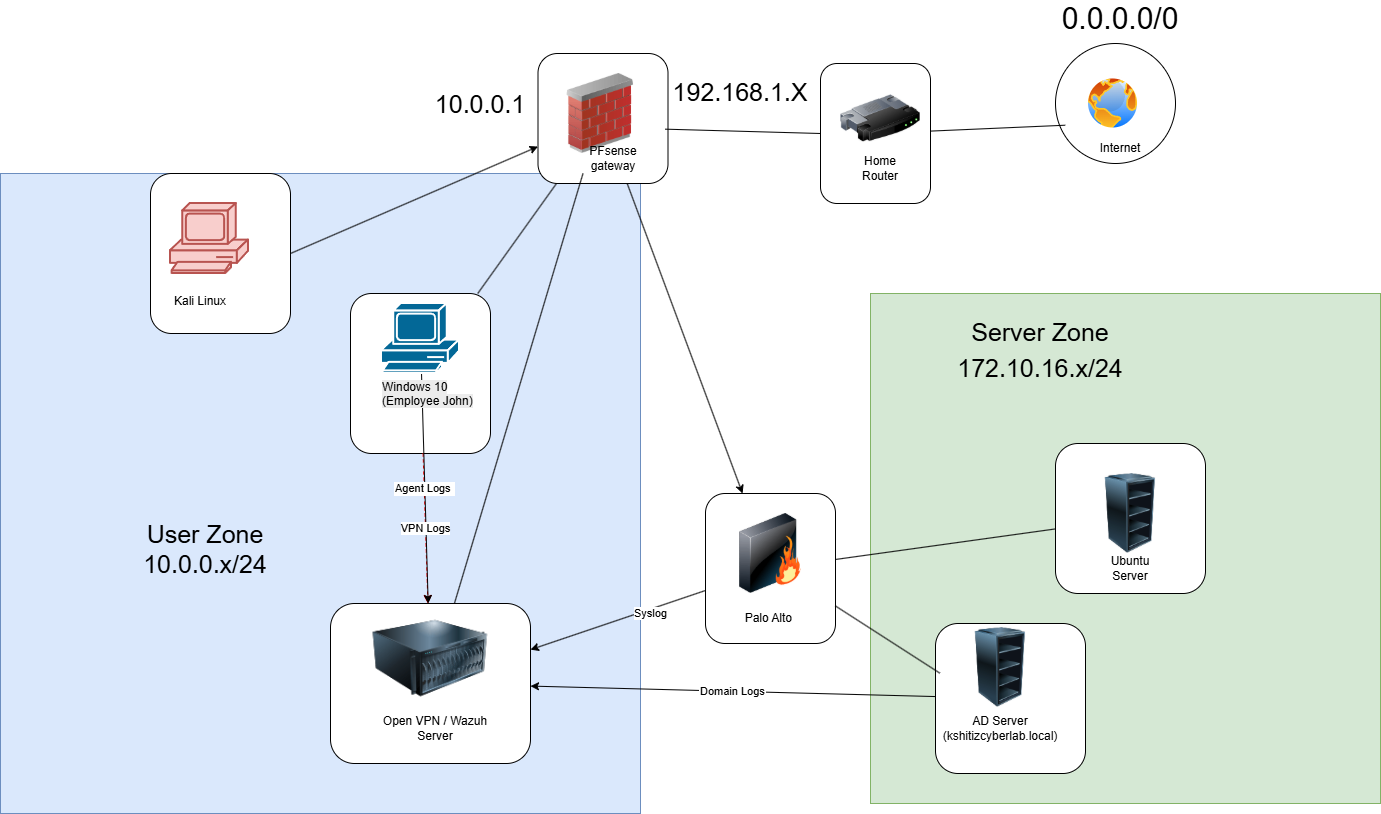 0.0.0.0/0
10.0.0.1
192.168.1.X
PFsense
gateway
Home
Router
Internet
Kali Linux
Windows 10
(Employee John)
Agent Logs
VPN Logs
User Zone
10.0.0.x/24
Open VPN / Wazuh
Server
Syslog
Domain Logs
Palo Alto
Server Zone
172.10.16.x/24
Ubuntu
Server
AD Server
(kshitizcyberlab.local)